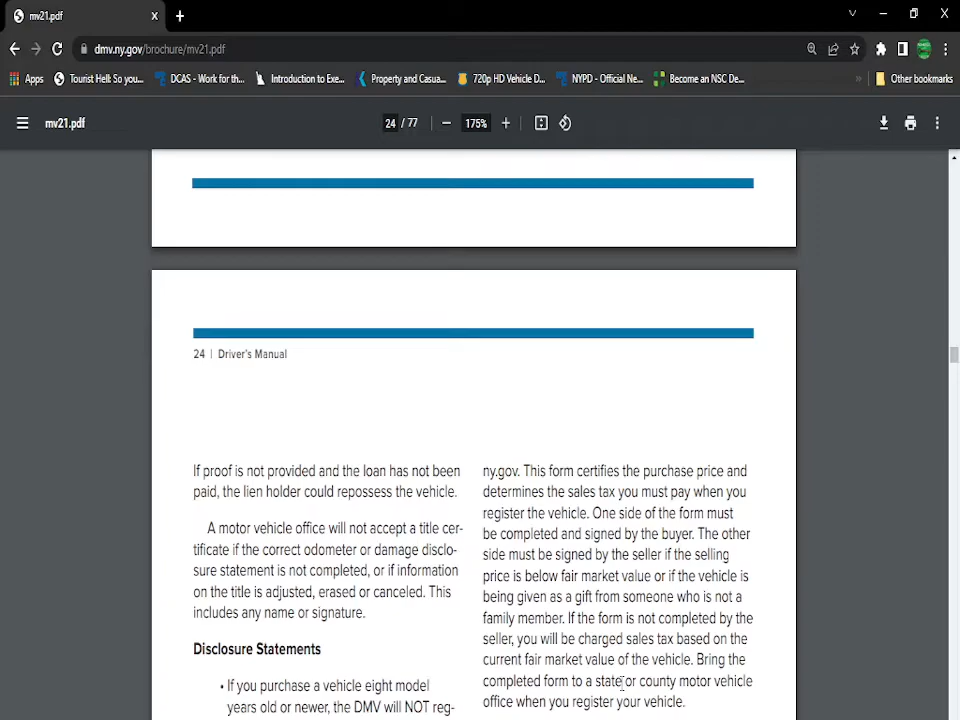 mv21.pdf
dmv.ny.gov/brochure/mv21.pdf
Apps
Tourist Help: So you...
DCAS - Work for th...
Introduction to Exe...
Property and Casua...
720p HD Vehicle D...
NYPD - Official Ne...
Become an NSC De...
»
Other bookmarks
mv21.pdf
24 / 77
175%
24 | Driver's Manual
If proof is not provided and the loan has not been
paid, the lien holder could repossess the vehicle.
A motor vehicle office will not accept a title cer-
tificate if the correct odometer or damage disclo-
sure statement is not completed, or if information
on the title is adjusted, erased or canceled. This
includes any name or signature.
Disclosure Statements
• If you purchase a vehicle eight model
years old or newer, the DMV will NOT reg-
ny.gov. This form certifies the purchase price and
determines the sales tax you must pay when you
register the vehicle. One side of the form must
be completed and signed by the buyer. The other
side must be signed by the seller if the selling
price is below fair market value or if the vehicle is
being given as a gift from someone who is not a
family member. If the form is not completed by the
seller, you will be charged sales tax based on the
current fair market value of the vehicle. Bring the
completed form to a state or county motor vehicle
office when you register your vehicle.